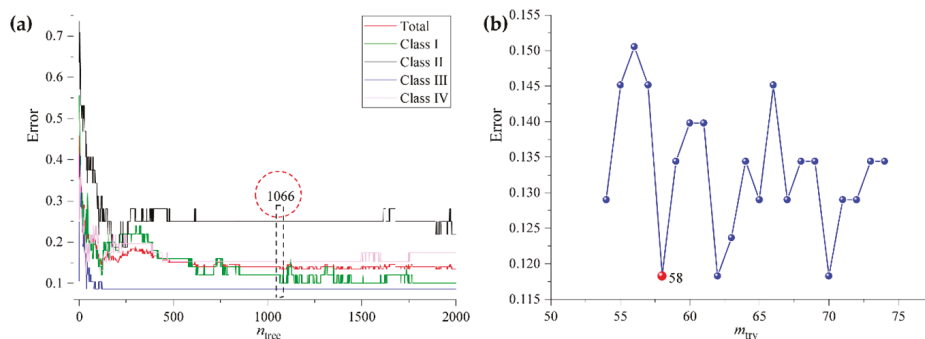 (a)
Error
0.7
0.6
0.5
0.4
0.3
0.2
0.1
Total
Class I
Class II
Class III
Class IV
1066
0
500
1000
1500
2000
ntree
(b)
Error
0.150
0.145
0.140
0.135
0.130
0.125
0.120
0.115
58
50
55
60
65
70
75
mtry